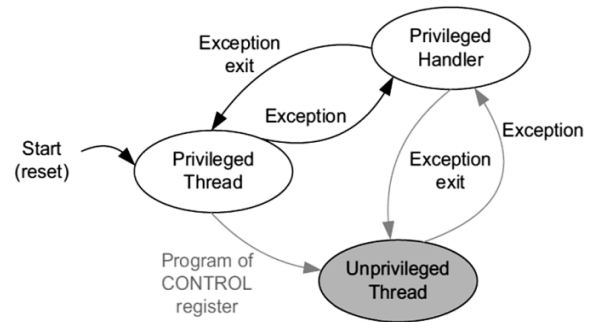 Privileged
Handler
Exception
exit
Exception
Exception
Start
(reset)
Privileged
Thread
Exception
exit
Program of
CONTROL
register
Unprivileged
Thread